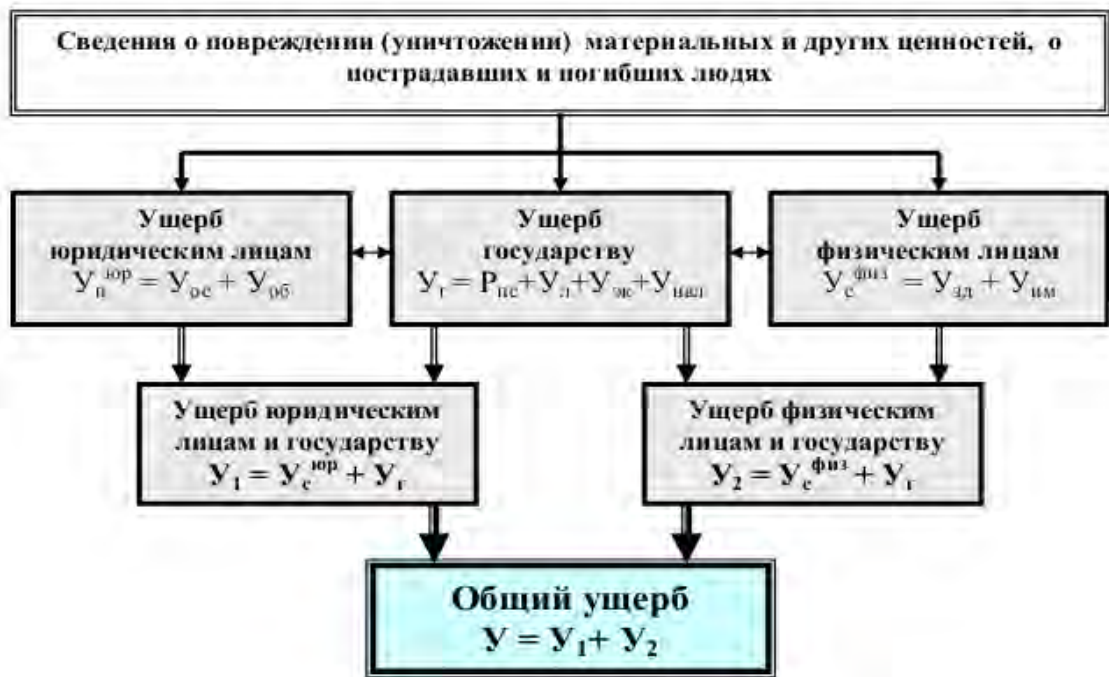 Сведения о повреждении (уничтожении) материальных и других ценностей, о
пострадавших и погибших людях
Ущерб
юридическим лицам
Уп^юр = Уос + Уоб
Ущерб
государству
Уг = Рпс+Ул+Уэк+Унал
Ущерб
физическим лицам
Ус^физ = Узд + Уим
Ущерб юридическим
лицам и государству
У1 = Ус^юр + Уг
Ущерб физическим
лицам и государству
У2 = Ус^физ + Уг
Общий ущерб
У = У1+ У2